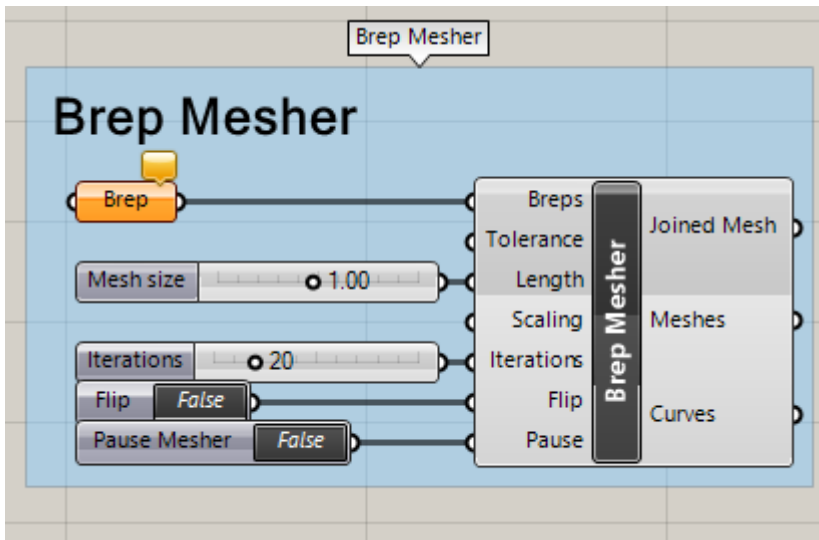 Brep Mesher
Brep Mesher
Brep
Mesh size 1.00
Iterations 20
Flip False
Pause Mesher False
Breps
Tolerance
Length
Scaling
Iterations
Flip
Pause
Brep Mesher
Joined Mesh
Meshes
Curves